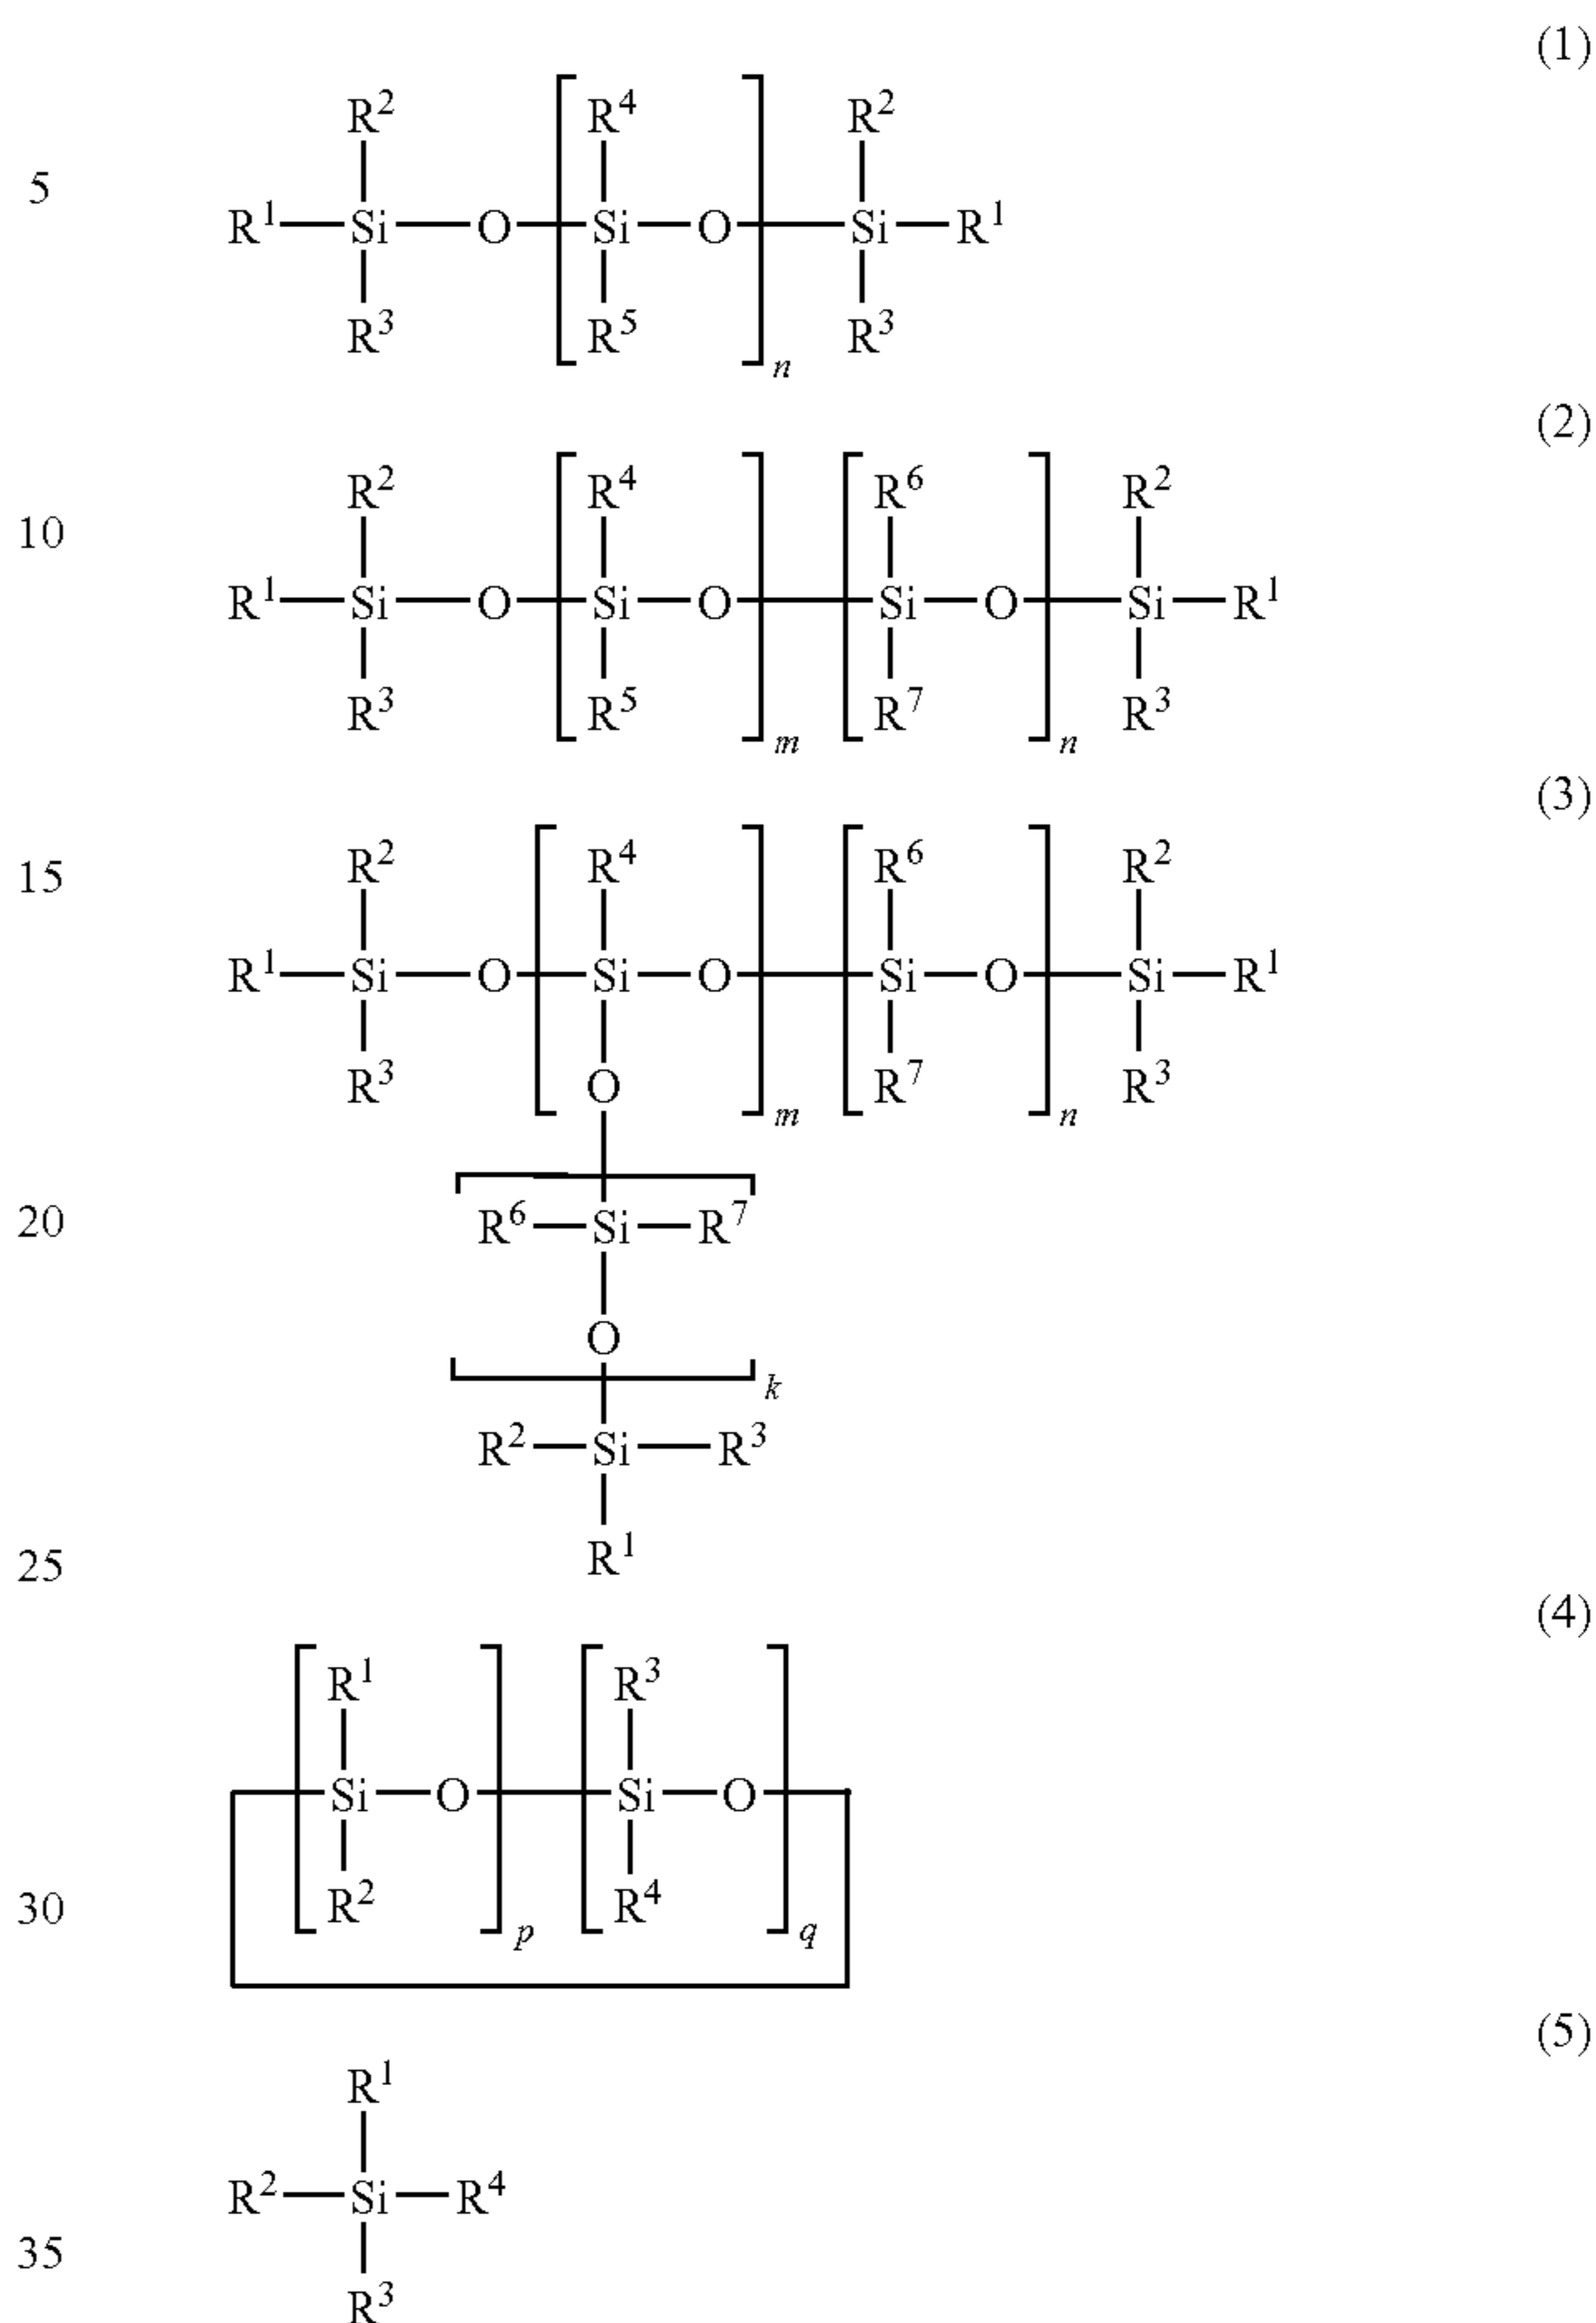 (1)
R2 R4 R2
5
R1 Si O Si O Si R1
R3 R5 R3
n
(2)
R2 R4 R6 R2
10
R1 Si O Si O Si O Si R1
R3 R5 R7 R3
m n
(3)
R2 R4 R6 R2
15
R1 Si O Si O Si O Si R1
R3 O R7 R3
m n
20 R6 Si R7
O
k
R2 Si R3
R1
25
(4)
R1 R3
Si O Si O
30 R2 R4
p q
(5)
R1
R2 Si R4
35
R3